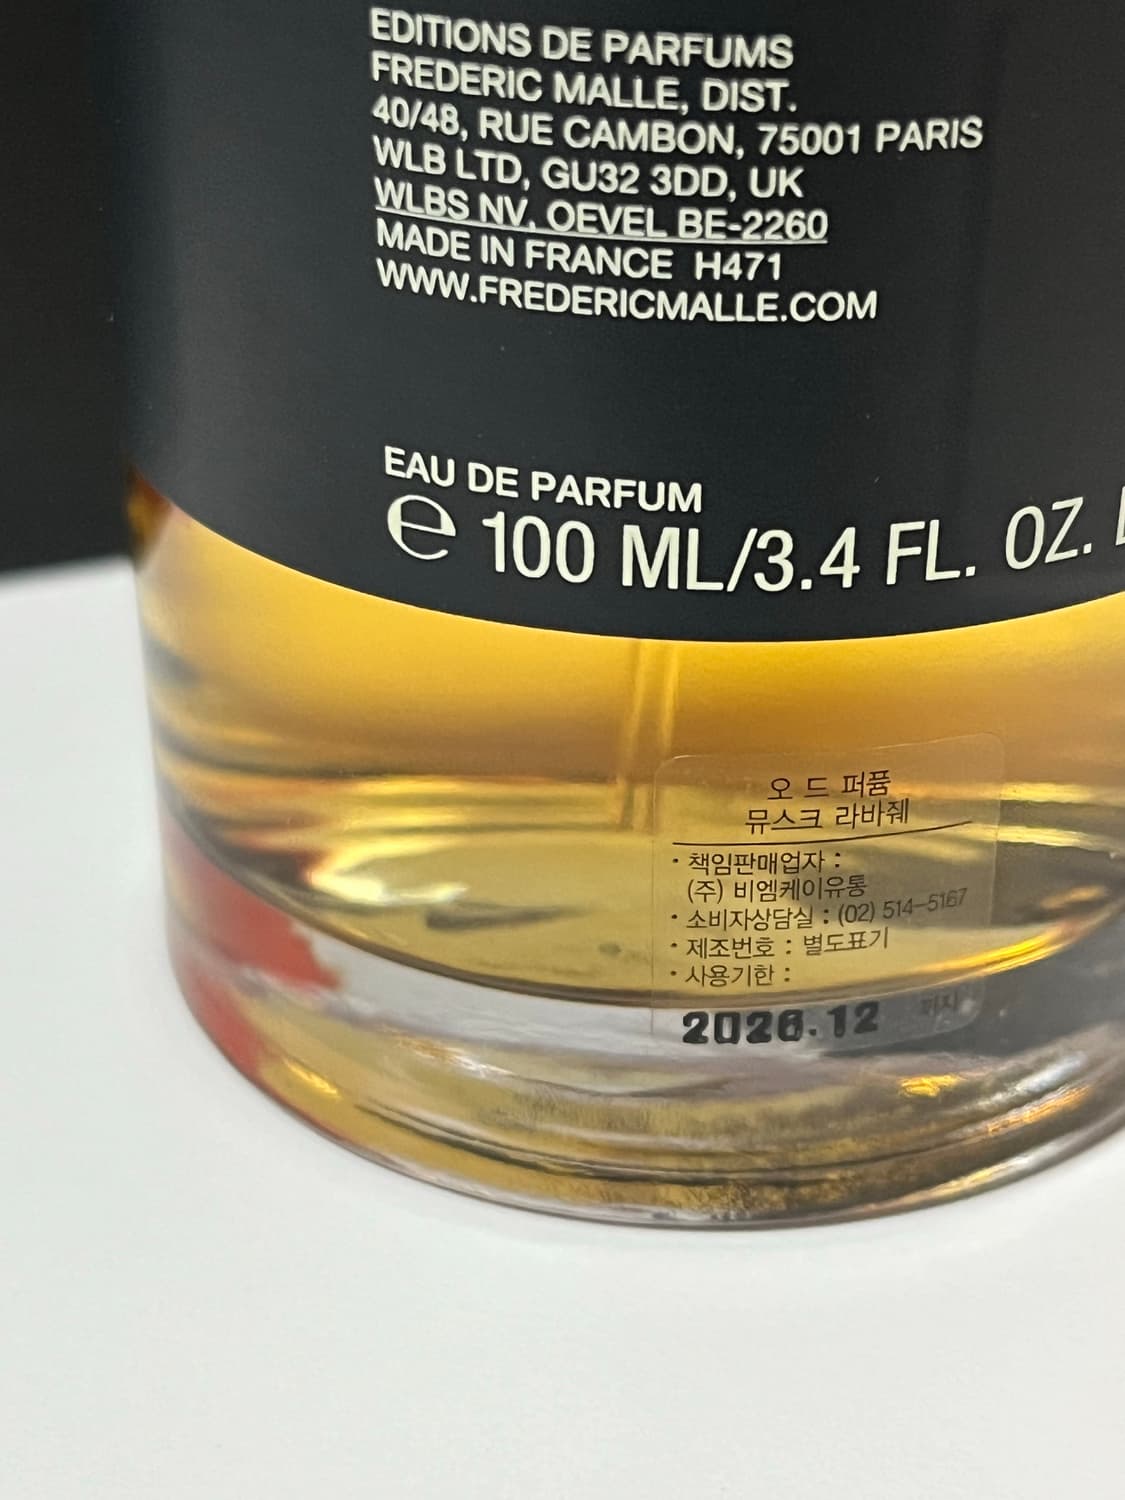 EDITIONS DE PARFUMS
FREDERIC MALLE, DIST.
40/48, RUE CAMBON, 75001 PARIS
WLB LTD, GU32 3DD, UK
WLBS NV, OEVEL BE-2260
MADE IN FRANCE H471
WWW.FREDERICMALLE.COM
EAU DE PARFUM
℮ 100 ML/3.4 FL. OZ.
오 드 퍼퓸
뮤스크 라바줴
· 책임판매업자 :
(주) 비엠케이유통
· 소비자상담실 : (02) 514-5167
· 제조번호 : 별도표기
· 사용기한 :
2026.12 까지